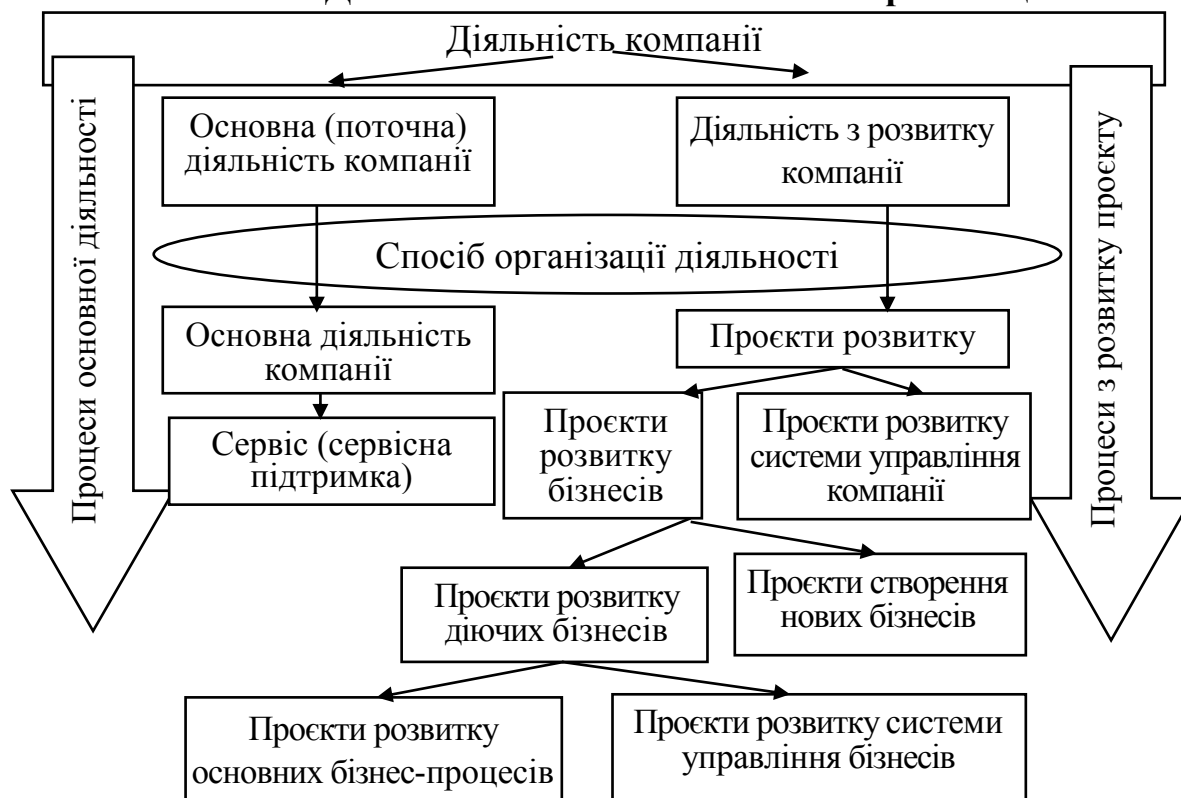 Діяльність компанії
Процеси основної діяльності
Основна (поточна)
діяльність компанії
Діяльність з розвитку
компанії
Процеси з розвитку проєкту
Спосіб організації діяльності
Основна діяльність
компанії
Проєкти розвитку
Сервіс (сервісна
підтримка)
Проєкти
розвитку
бізнесів
Проєкти розвитку
системи управління
компанії
Проєкти розвитку
діючих бізнесів
Проєкти створення
нових бізнесів
Проєкти розвитку
основних бізнес-процесів
Проєкти розвитку системи
управління бізнесів